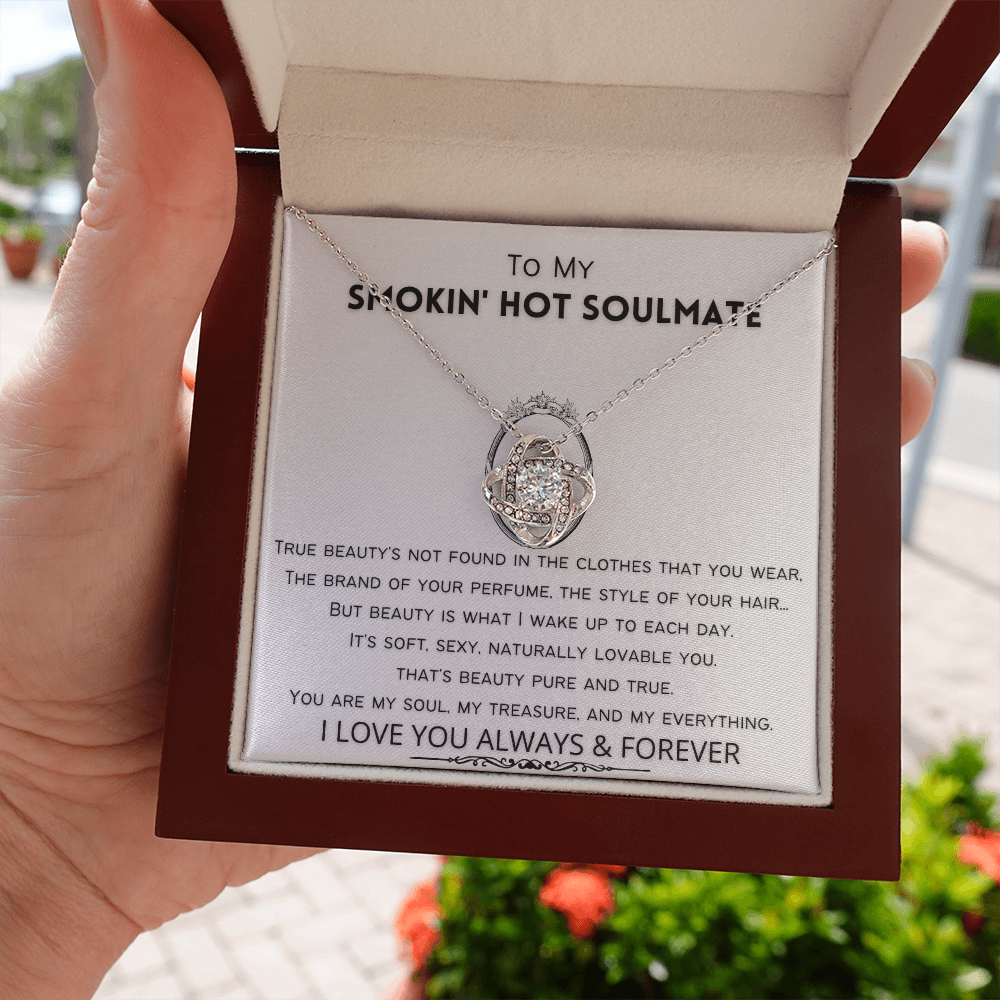 To My
SMOKIN' HOT SOULMATE
True beauty's not found in the clothes that you wear,
The brand of your perfume, the style of your hair...
But beauty is what I wake up to each day.
It's soft, sexy, naturally lovable you.
that's beauty pure and true.
You are my soul, my treasure, and my everything.
I LOVE YOU ALWAYS & FOREVER